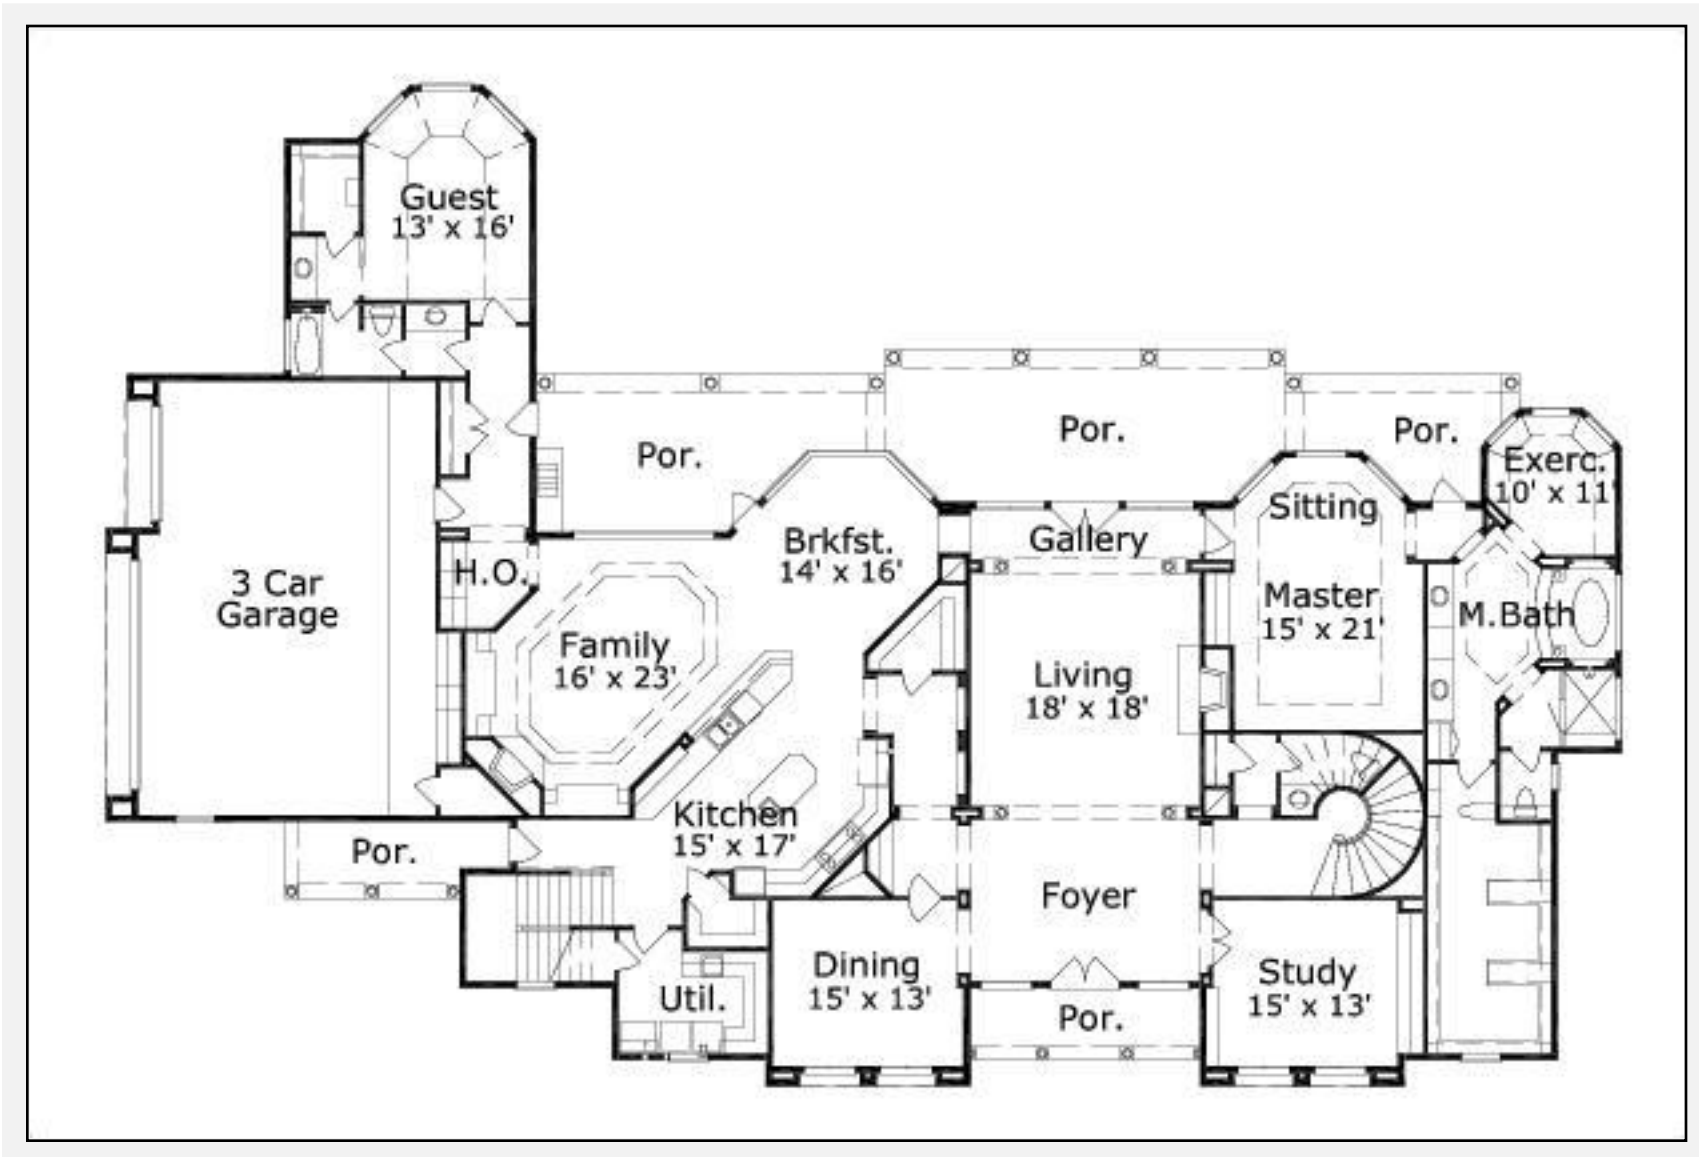 Guest
13' x 16'
Por.
Por.
Por.
Exerc.
10' x 11'
Sitting
Gallery
Brkfst.
14' x 16'
H.O.
3 Car
Garage
Family
16' x 23'
Master
15' x 21'
M.Bath
Living
18' x 18'
Kitchen
15' x 17'
Por.
Foyer
Dining
15' x 13'
Study
15' x 13'
Util.
Por.